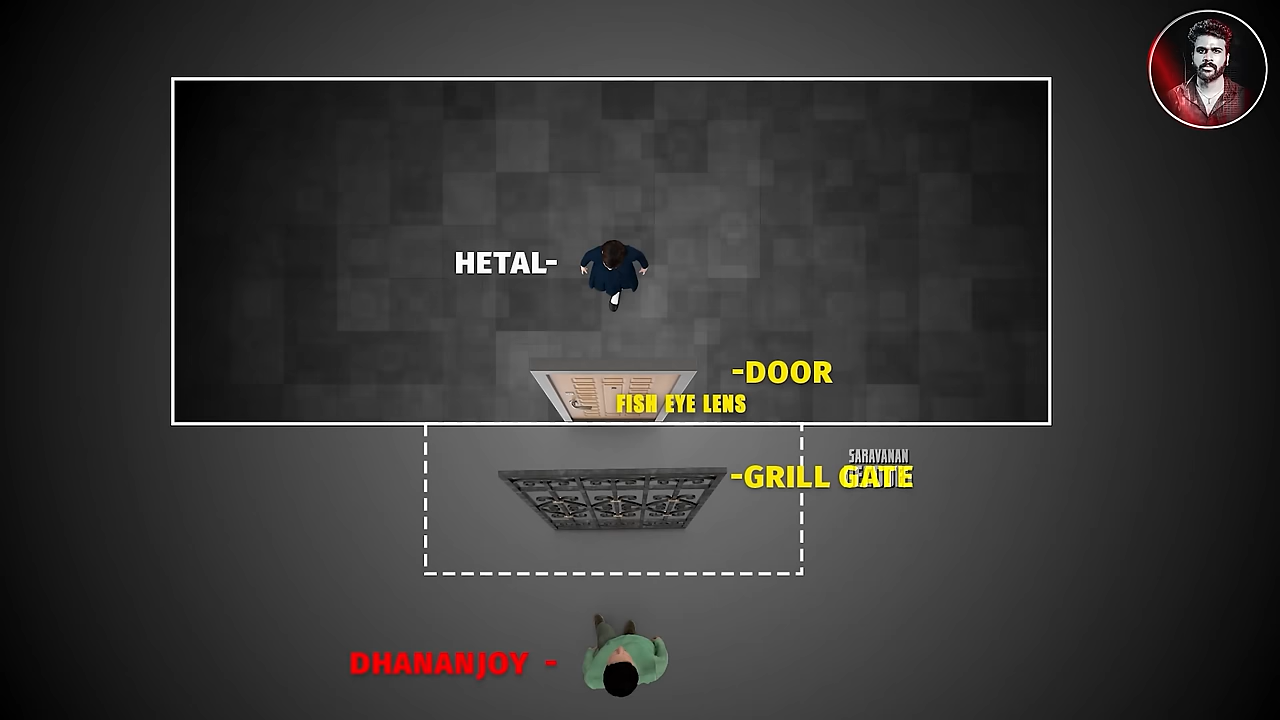 HETAL-
-DOOR
FISH EYE LENS
SARAVANAN
-GRILL GATE
DHANANJOY -